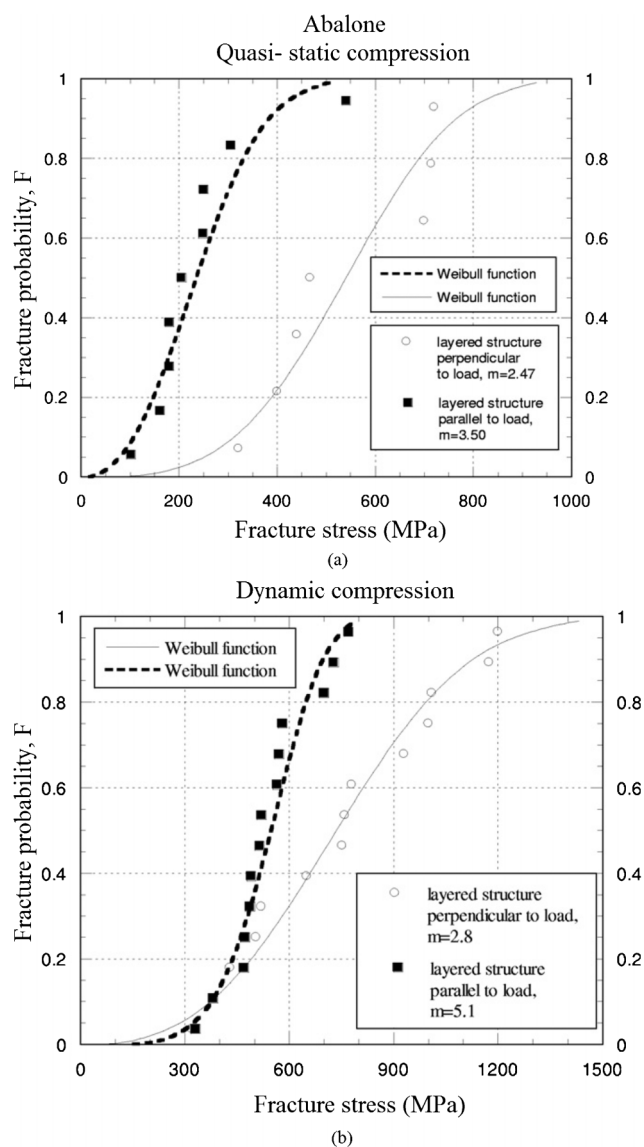 Abalone
Quasi- static compression
1
0.8
0.6
0.4
0.2
0
1
0.8
0.6
0.4
0.2
0
Fracture probability, F
Weibull function
Weibull function
layered structure
perpendicular
to load, m=2.47
layered structure
parallel to load,
m=3.50
0 200 400 600 800 1000
Fracture stress (MPa)
(a)
Dynamic compression
1
0.8
0.6
0.4
0.2
0
1
0.8
0.6
0.4
0.2
0
Fracture probability, F
Weibull function
Weibull function
layered structure
perpendicular to load,
m=2.8
layered structure
parallel to load,
m=5.1
0 300 600 900 1200 1500
Fracture stress (MPa)
(b)